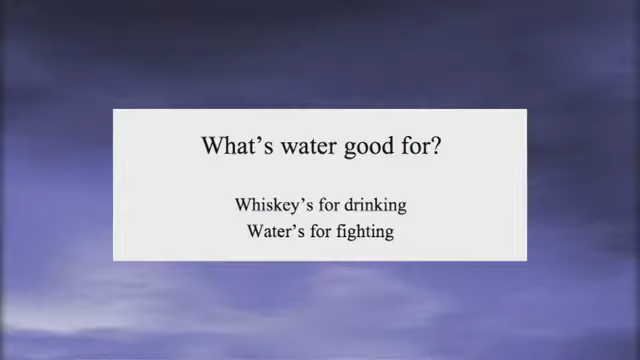 What’s water good for?
Whiskey’s for drinking
Water’s for fighting